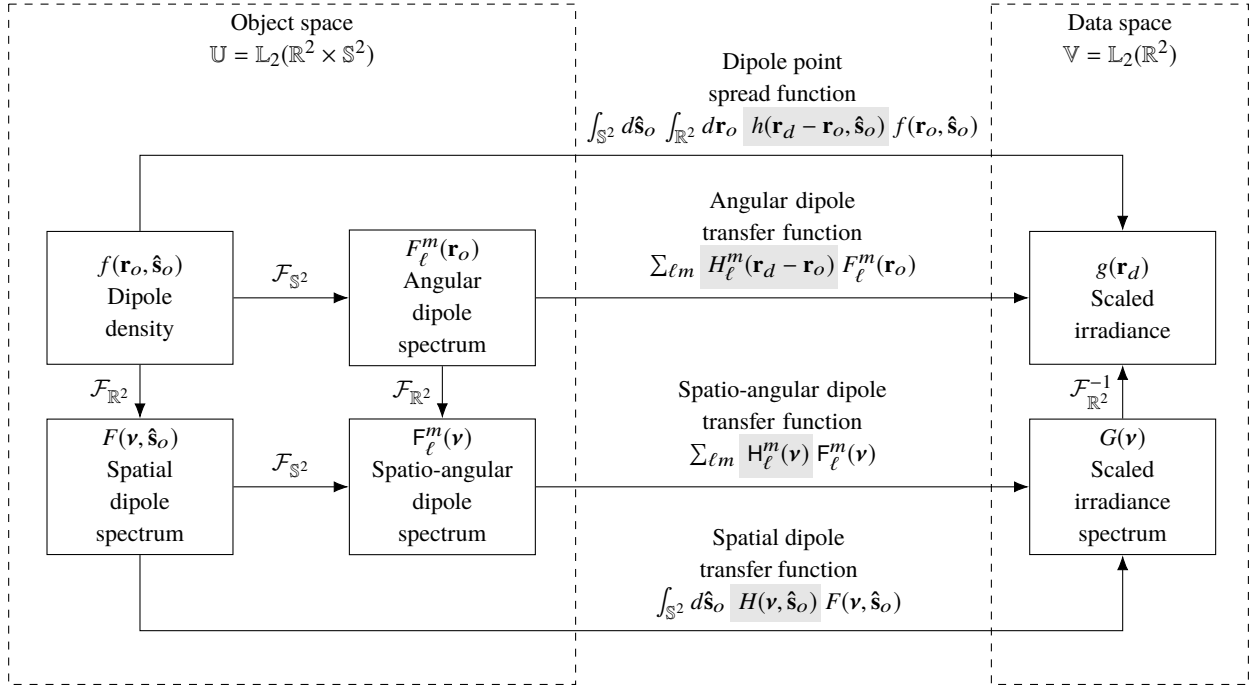 Object space
𝕌 = 𝕃₂(ℝ² × 𝕊²)
Data space
𝕍 = 𝕃₂(ℝ²)
Dipole point
spread function
∫_{𝕊²} dŝ_o ∫_{ℝ²} d𝐫_o h(𝐫_d − 𝐫_o, ŝ_o) f(𝐫_o, ŝ_o)
f(𝐫_o, ŝ_o)
Dipole
density
ℱ_{𝕊²}
F_ℓ^m(𝐫_o)
Angular
dipole
spectrum
Angular dipole
transfer function
∑_{ℓm} H_ℓ^m(𝐫_d − 𝐫_o) F_ℓ^m(𝐫_o)
g(𝐫_d)
Scaled
irradiance
ℱ_{ℝ²}
ℱ_{ℝ²}
ℱ_{ℝ²}^{−1}
F(𝛎, ŝ_o)
Spatial
dipole
spectrum
ℱ_{𝕊²}
𝖥_ℓ^m(𝛎)
Spatio-angular
dipole
spectrum
Spatio-angular dipole
transfer function
∑_{ℓm} 𝖧_ℓ^m(𝛎) 𝖥_ℓ^m(𝛎)
G(𝛎)
Scaled
irradiance
spectrum
Spatial dipole
transfer function
∫_{𝕊²} dŝ_o H(𝛎, ŝ_o) F(𝛎, ŝ_o)